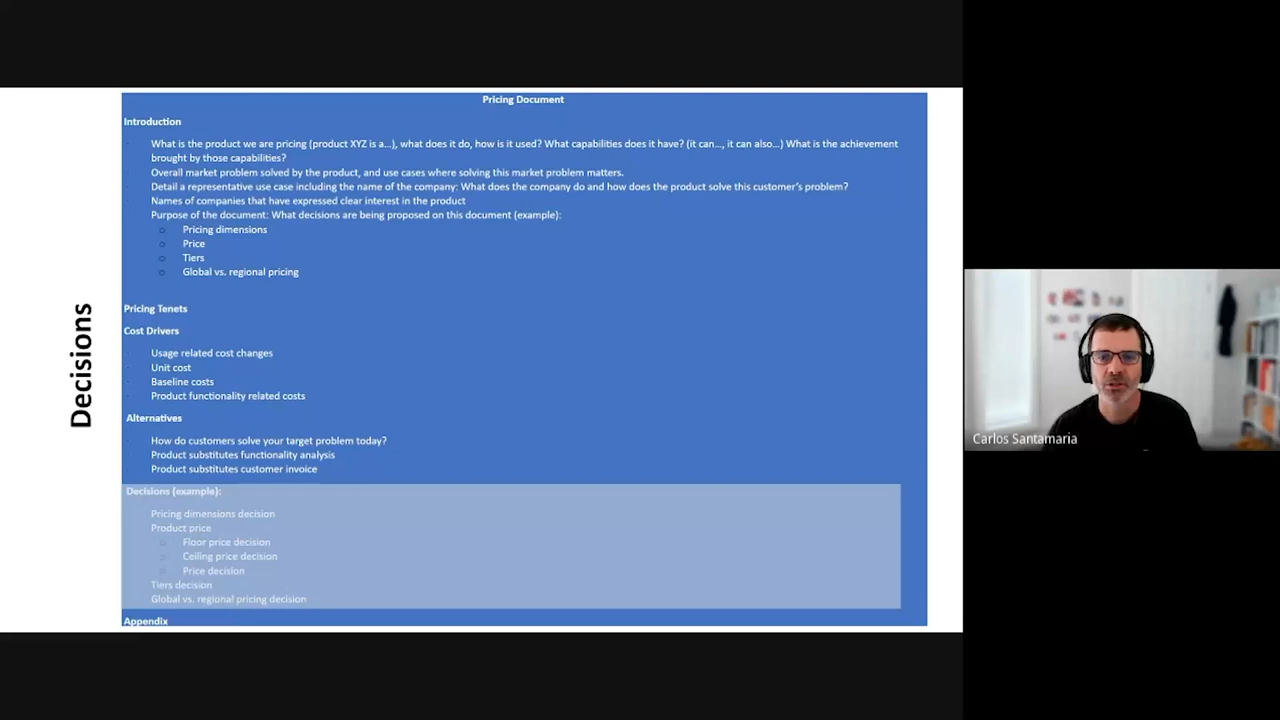 Decisions
Pricing Document
Introduction
What is the product we are pricing (product XYZ is a...), what does it do, how is it used? What capabilities does it have? (it can..., it can also...) What is the achievement
brought by those capabilities?
Overall market problem solved by the product, and use cases where solving this market problem matters.
Detail a representative use case including the name of the company: What does the company do and how does the product solve this customer's problem?
Names of companies that have expressed clear interest in the product
Purpose of the document: What decisions are being proposed on this document (example):
Pricing dimensions
Price
Tiers
Global vs. regional pricing
Pricing Tenets
Cost Drivers
Usage related cost changes
Unit cost
Baseline costs
Product functionality related costs
Alternatives
How do customers solve your target problem today?
Product substitutes functionality analysis
Product substitutes customer invoice
Decisions (example):
Pricing dimensions decision
Product price
Floor price decision
Ceiling price decision
Price decision
Tiers decision
Global vs. regional pricing decision
Appendix
Carlos Santamaria